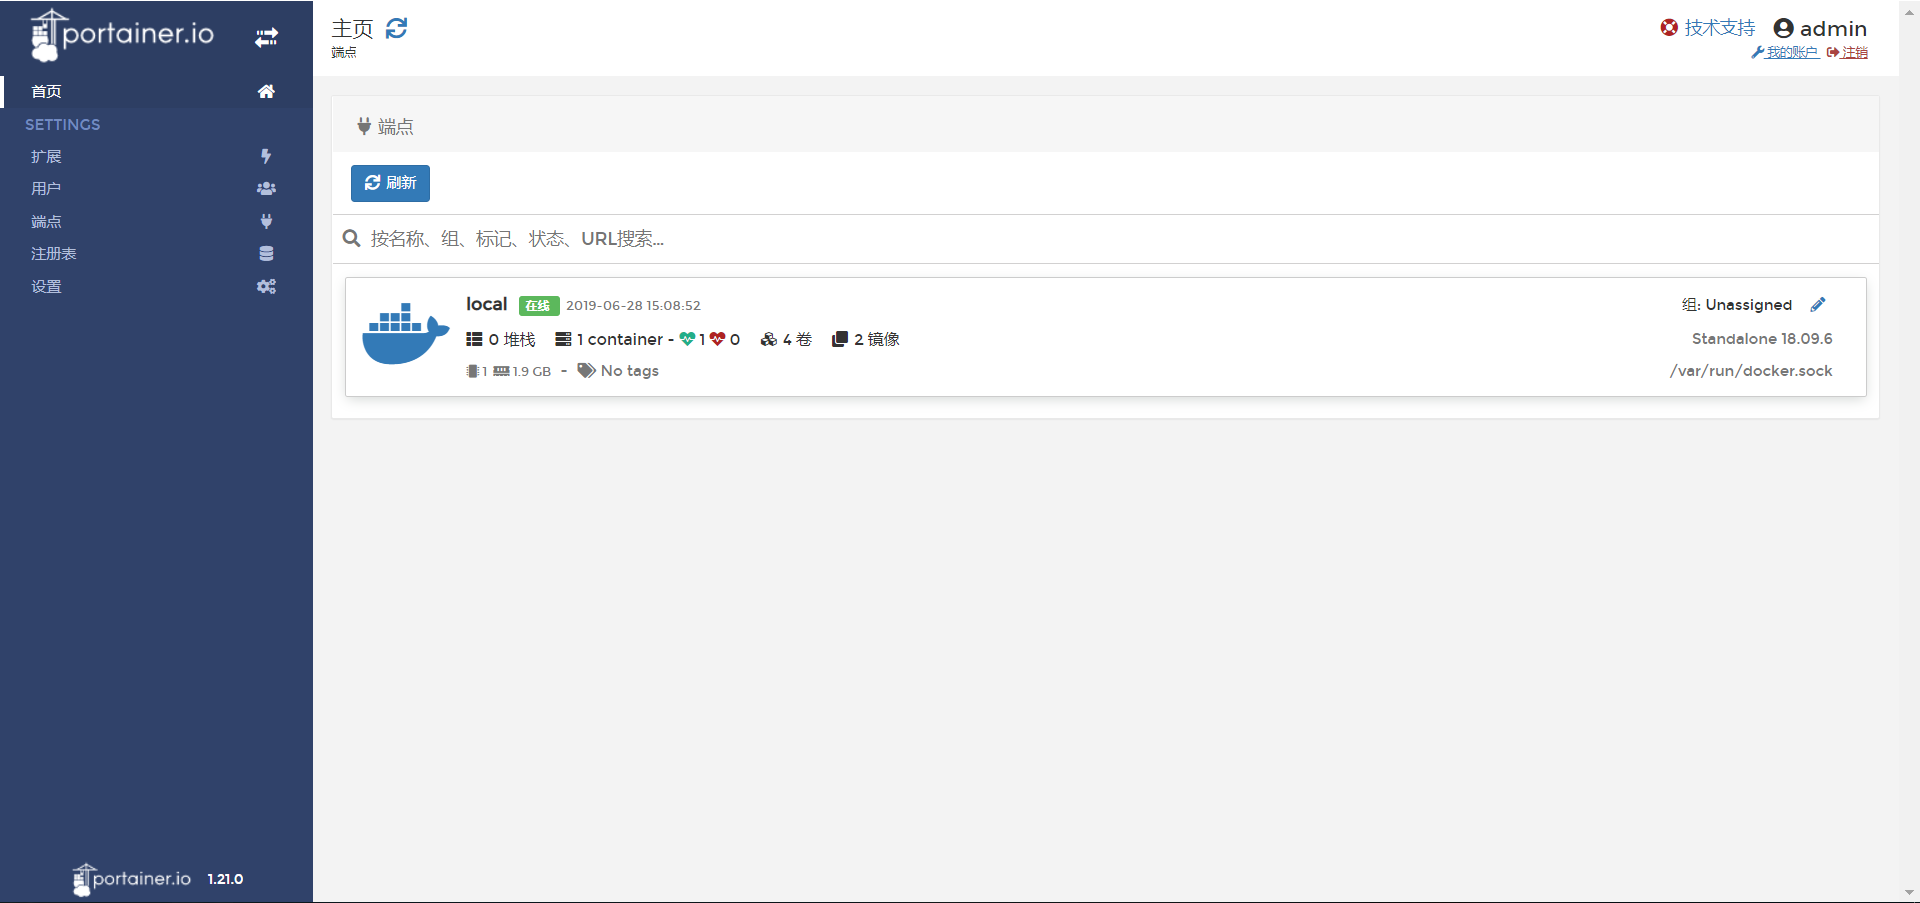 portainer.io
首页
SETTINGS
扩展
用户
端点
注册表
设置
portainer.io 1.21.0
主页
端点
技术支持 admin
我的账户 注销
端点
刷新
按名称、组、标记、状态、URL搜索...
local 在线 2019-06-28 15:08:52
组: Unassigned
0 堆栈 1 container - 1 0 4 卷 2 镜像
Standalone 18.09.6
1 1.9 GB - No tags
/var/run/docker.sock